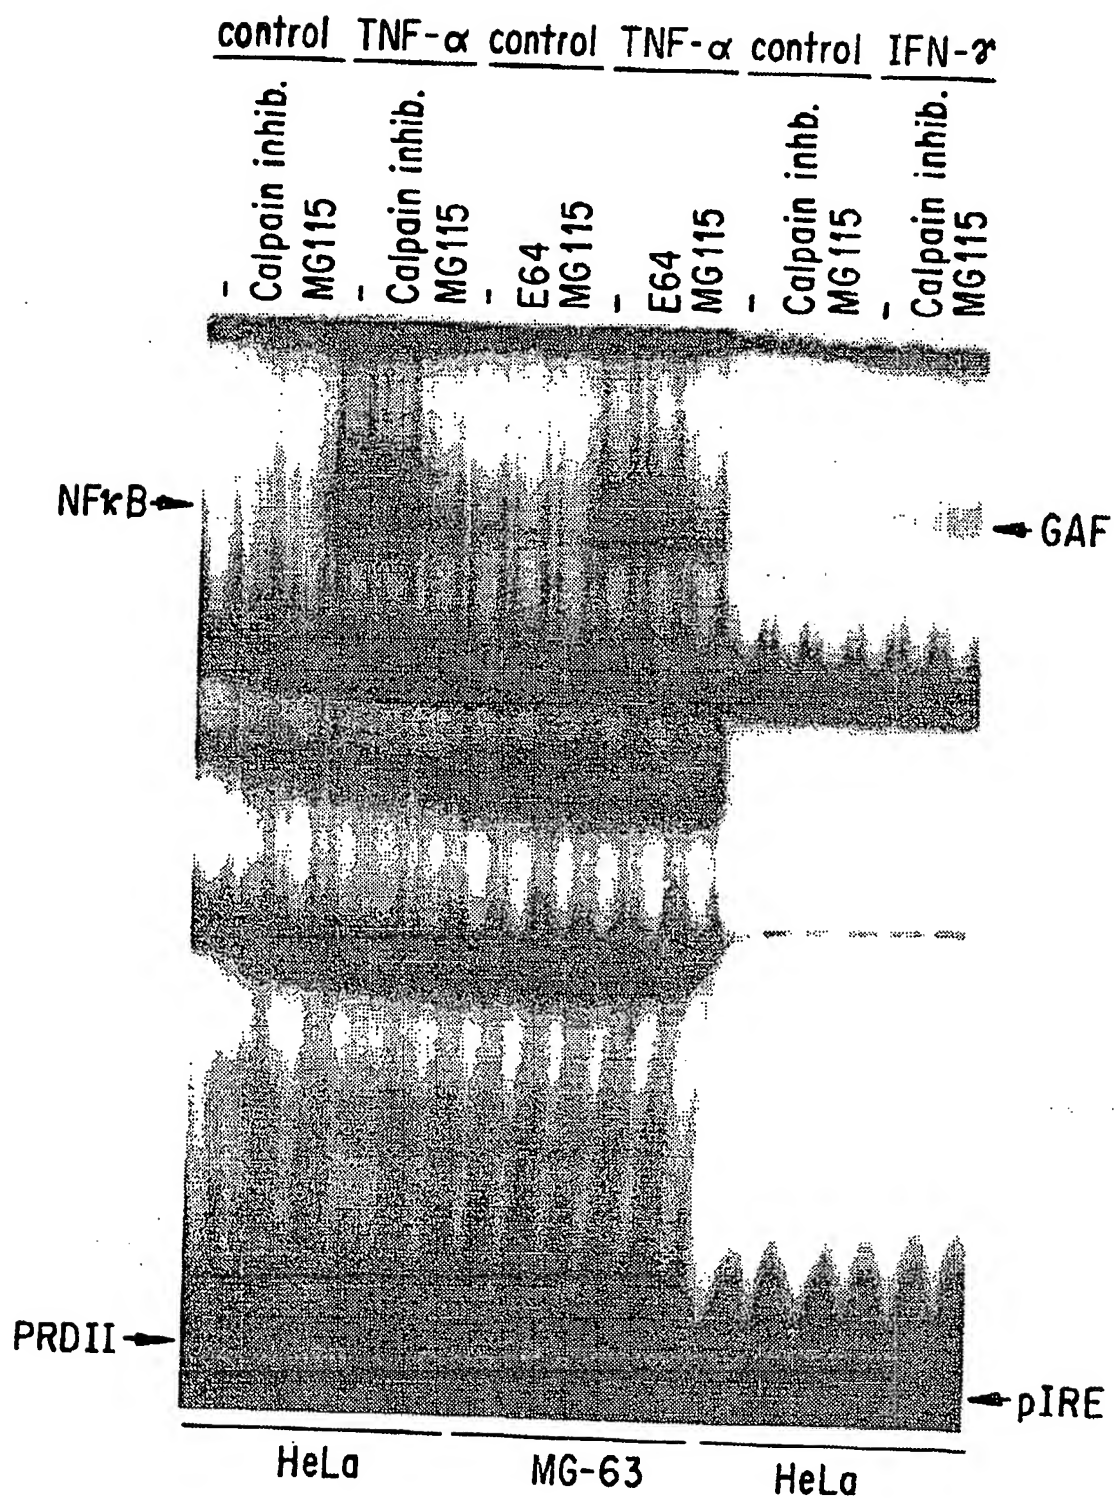 control TNF-α control TNF-α control IFN-γ
- Calpain inhib. MG115 - Calpain inhib. MG115 - E64 MG115 - E64 MG115 - Calpain inhb. MG115 - Calpain inhib. MG115
NFκB
GAF
PRDII
pIRE
HeLa MG-63 HeLa